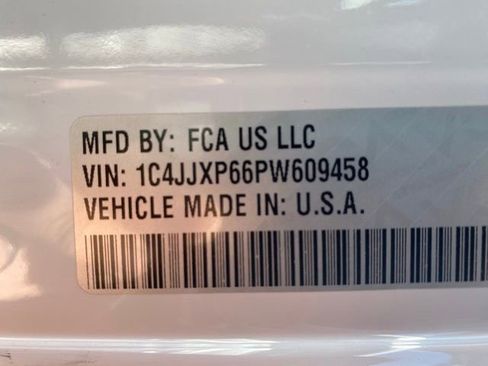 MFD BY: FCA US LLC
VIN: 1C4JJXP66PW609458
VEHICLE MADE IN: U.S.A.